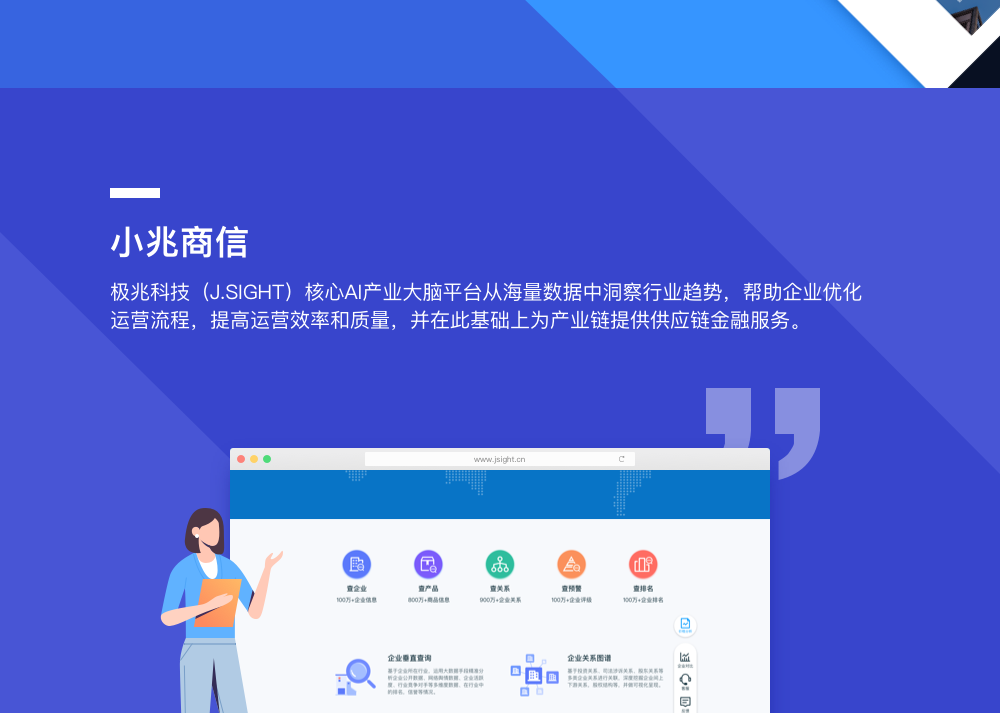 小兆商信
极兆科技（J.SIGHT）核心AI产业大脑平台从海量数据中洞察行业趋势，帮助企业优化
运营流程，提高运营效率和质量，并在此基础上为产业链提供供应链金融服务。
www.jsight.cn
查企业 查产品 查关系 查预警 查排名
100万+企业信息 800万+商品信息 900万+企业关系 100万+企业评级 100万+企业排名
企业垂直查询 企业关系图谱